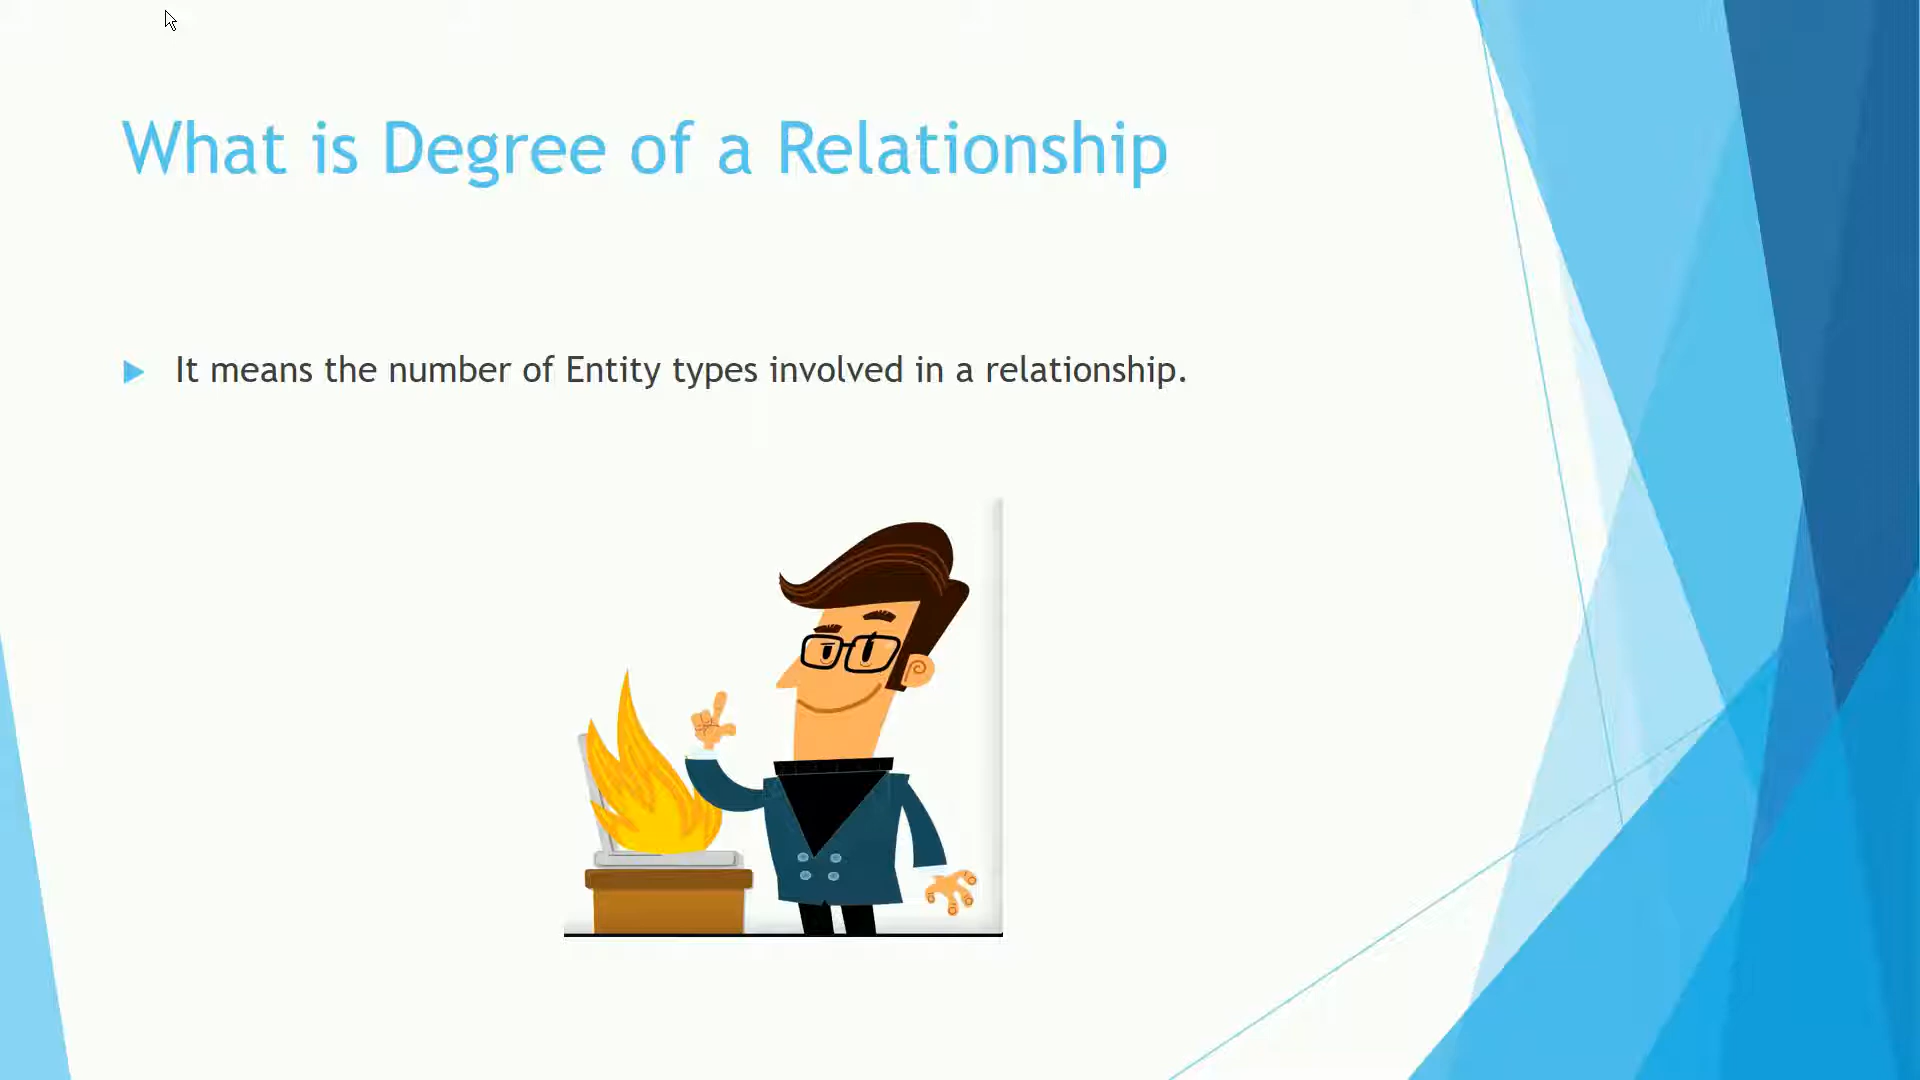 What is Degree of a Relationship
It means the number of Entity types involved in a relationship.